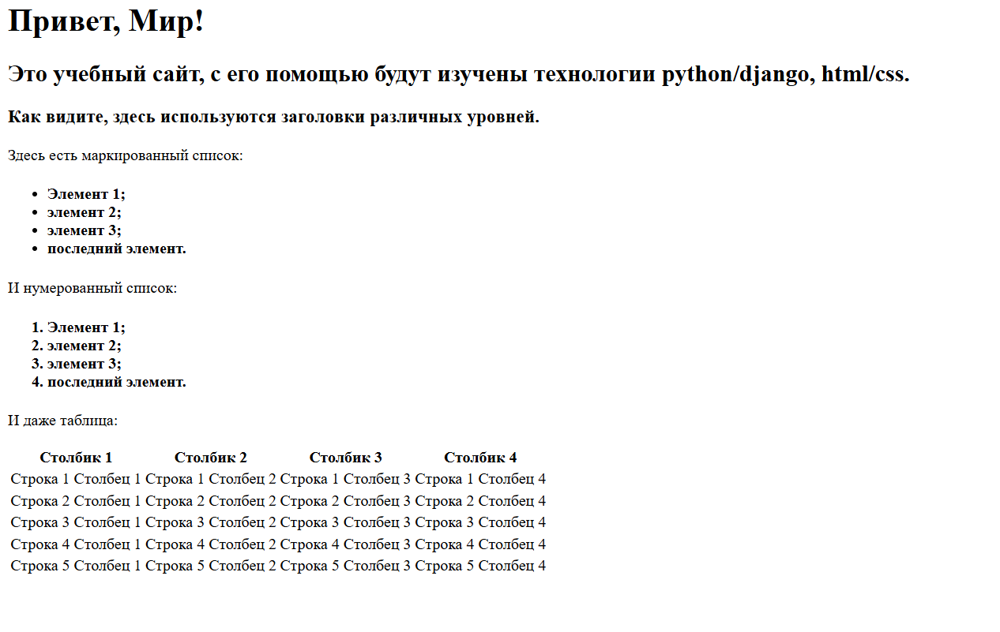 Привет, Мир!
Это учебный сайт, с его помощью будут изучены технологии python/django, html/css.
Как видите, здесь используются заголовки различных уровней.
Здесь есть маркированный список:
• Элемент 1;
• элемент 2;
• элемент 3;
• последний элемент.
И нумерованный список:
1. Элемент 1;
2. элемент 2;
3. элемент 3;
4. последний элемент.
И даже таблица:
Столбик 1 Столбик 2 Столбик 3 Столбик 4
Строка 1 Столбец 1 Строка 1 Столбец 2 Строка 1 Столбец 3 Строка 1 Столбец 4
Строка 2 Столбец 1 Строка 2 Столбец 2 Строка 2 Столбец 3 Строка 2 Столбец 4
Строка 3 Столбец 1 Строка 3 Столбец 2 Строка 3 Столбец 3 Строка 3 Столбец 4
Строка 4 Столбец 1 Строка 4 Столбец 2 Строка 4 Столбец 3 Строка 4 Столбец 4
Строка 5 Столбец 1 Строка 5 Столбец 2 Строка 5 Столбец 3 Строка 5 Столбец 4